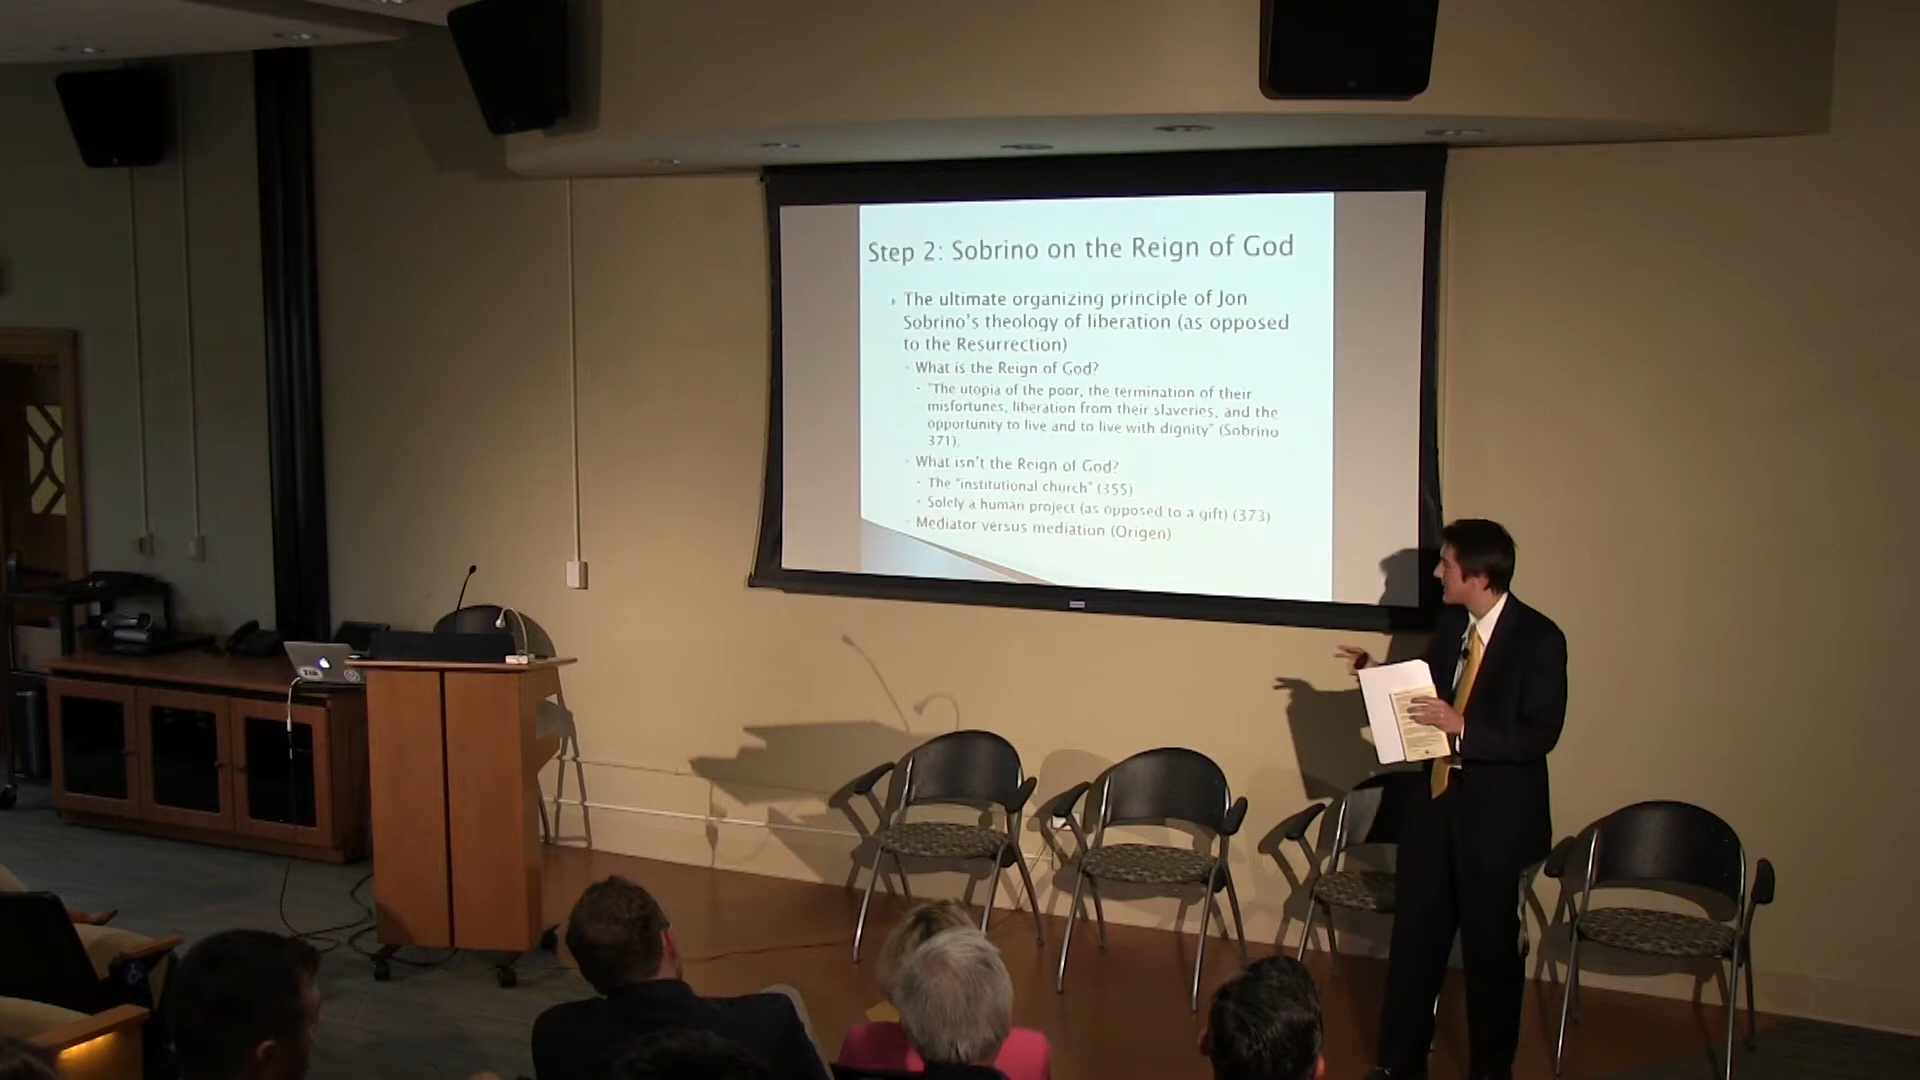 Step 2: Sobrino on the Reign of God
The ultimate organizing principle of Jon
Sobrino's theology of liberation (as opposed
to the Resurrection)
What is the Reign of God?
"The utopia of the poor, the termination of their
misfortunes, liberation from their slaveries, and the
opportunity to live and to live with dignity" (Sobrino
371).
What isn't the Reign of God?
The "institutional church" (355)
Solely a human project (as opposed to a gift) (373)
Mediator versus mediation (Origen)